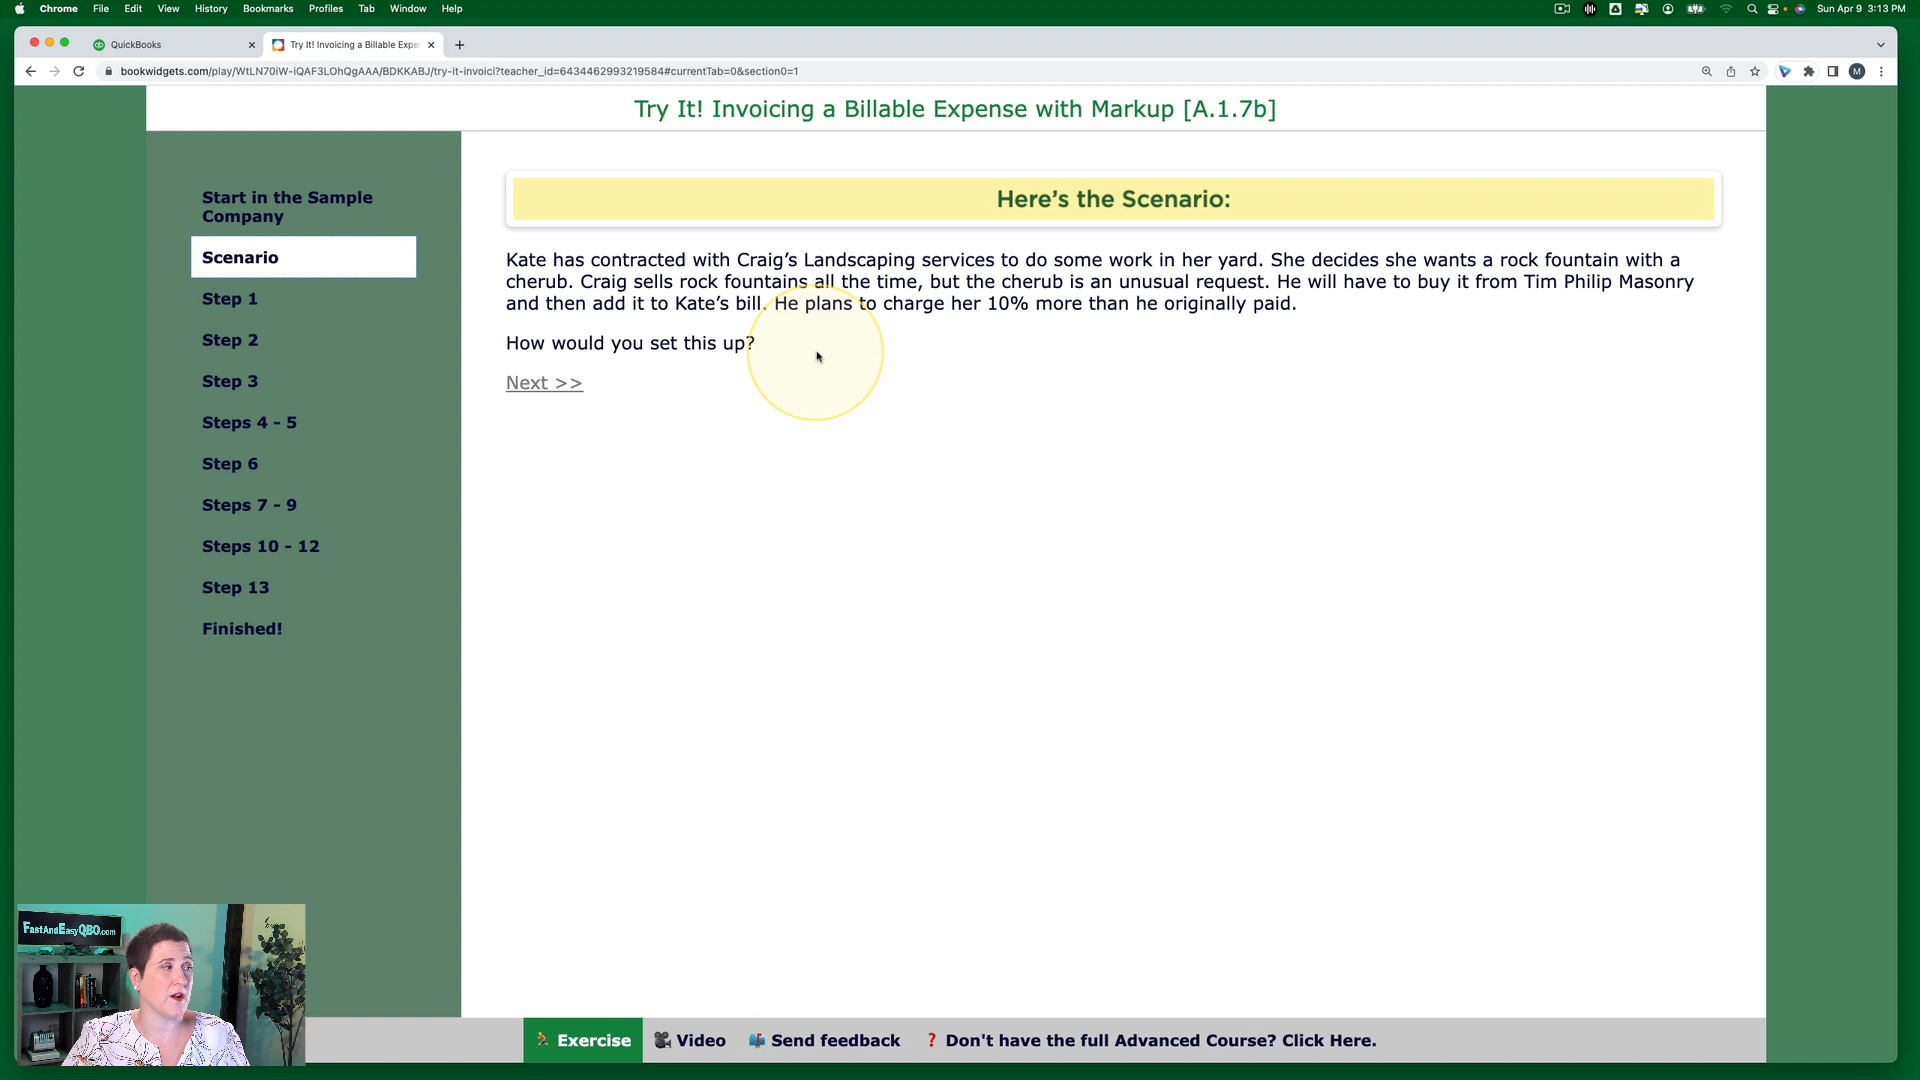 Chrome File Edit View History Bookmarks Profiles Tab Window Help Sun Apr 9 3:13 PM
QuickBooks Try It! Invoicing a Billable Expe
bookwidgets.com/play/WtLN70iW-iQAF3LOhQgAAA/BDKKABJ/try-it-invoici?teacher_id=6434462993219584#currentTab=0&section0=1 M
Try It! Invoicing a Billable Expense with Markup [A.1.7b]
Start in the Sample
Company
Scenario
Step 1
Step 2
Step 3
Steps 4 - 5
Step 6
Steps 7 - 9
Steps 10 - 12
Step 13
Finished!
Here's the Scenario:
Kate has contracted with Craig's Landscaping services to do some work in her yard. She decides she wants a rock fountain with a
cherub. Craig sells rock fountains all the time, but the cherub is an unusual request. He will have to buy it from Tim Philip Masonry
and then add it to Kate's bill. He plans to charge her 10% more than he originally paid.
How would you set this up?
Next >>
FastAndEasyQBO.com
Exercise Video Send feedback ? Don't have the full Advanced Course? Click Here.